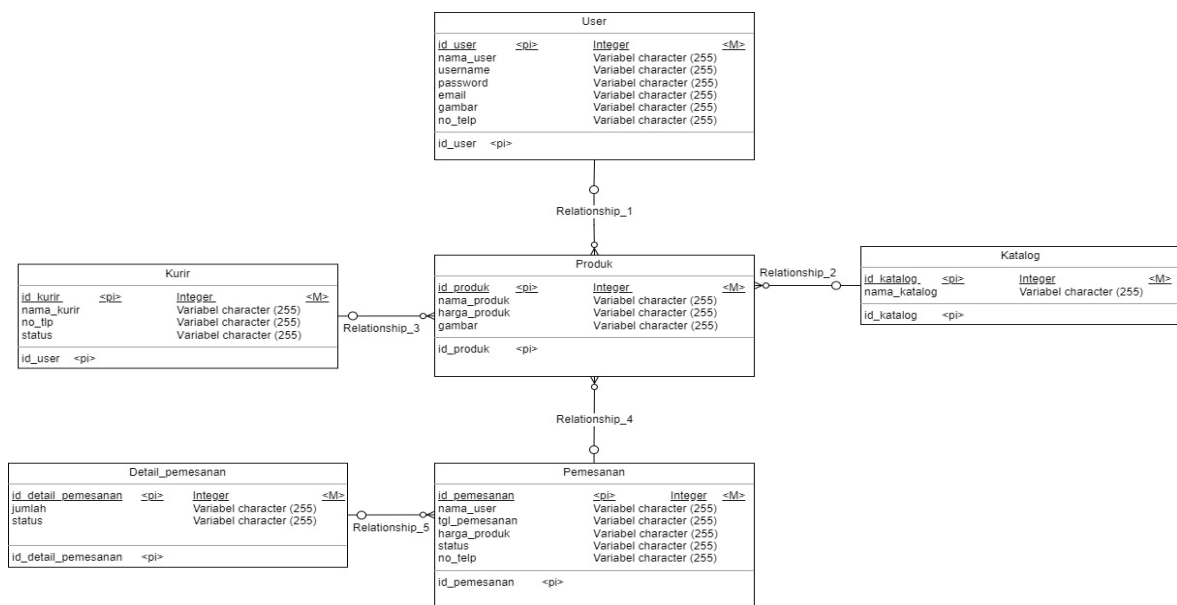 User
id_user <pi> Integer <M>
nama_user Variabel character (255)
username Variabel character (255)
password Variabel character (255)
email Variabel character (255)
gambar Variabel character (255)
no_telp Variabel character (255)
id_user <pi>
Relationship_1
Kurir
id_kurir <pi> Integer <M>
nama_kurir Variabel character (255)
no_tlp Variabel character (255)
status Variabel character (255)
id_user <pi>
Relationship_3
Produk
id_produk <pi> Integer <M>
nama_produk Variabel character (255)
harga_produk Variabel character (255)
gambar Variabel character (255)
id_produk <pi>
Relationship_2
Katalog
id_katalog <pi> Integer <M>
nama_katalog Variabel character (255)
id_katalog <pi>
Relationship_4
Detail_pemesanan
id_detail_pemesanan <pi> Integer <M>
jumlah Variabel character (255)
status Variabel character (255)
id_detail_pemesanan <pi>
Relationship_5
Pemesanan
id_pemesanan <pi> Integer <M>
nama_user Variabel character (255)
tgl_pemesanan Variabel character (255)
harga_produk Variabel character (255)
status Variabel character (255)
no_telp Variabel character (255)
id_pemesanan <pi>